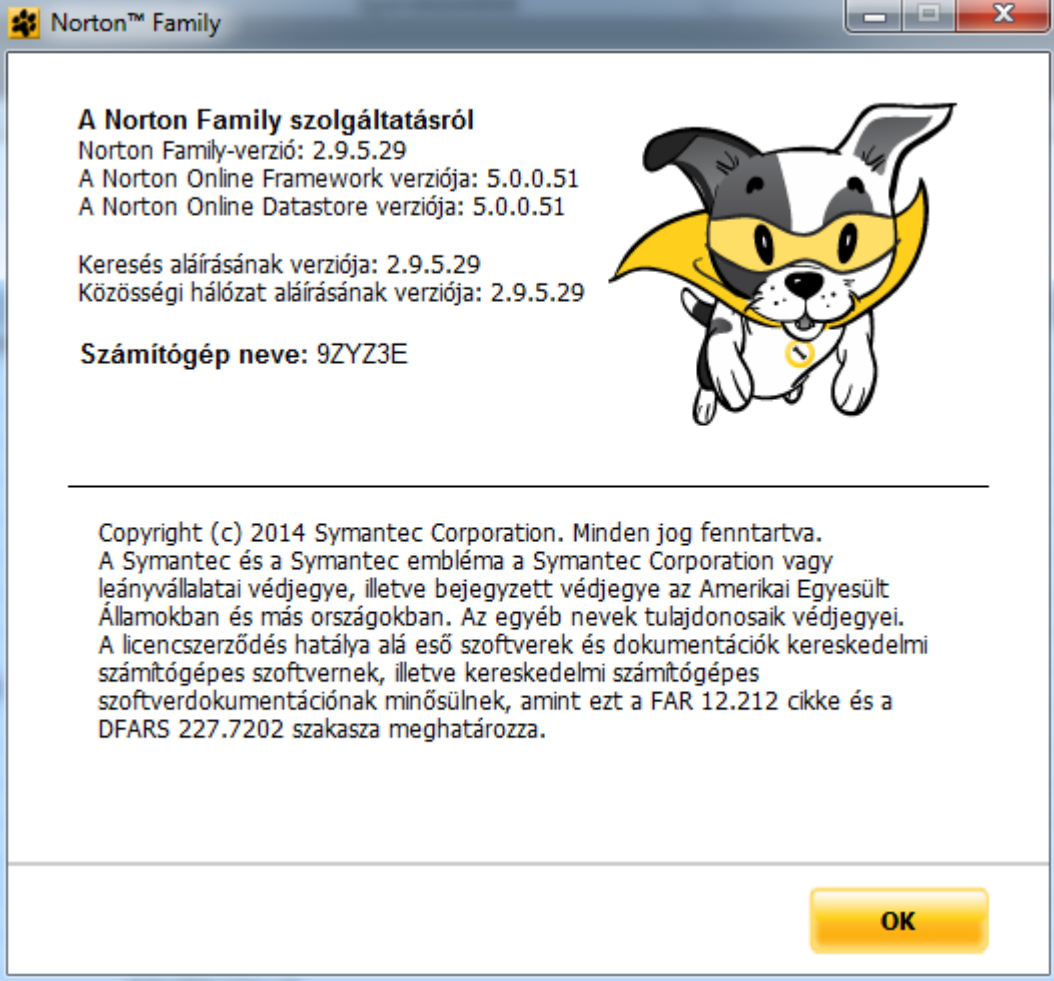 Norton™ Family
A Norton Family szolgáltatásról
Norton Family-verzió: 2.9.5.29
A Norton Online Framework verziója: 5.0.0.51
A Norton Online Datastore verziója: 5.0.0.51
Keresés aláírásának verziója: 2.9.5.29
Közösségi hálózat aláírásának verziója: 2.9.5.29
Számítógép neve: 9ZYZ3E
Copyright (c) 2014 Symantec Corporation. Minden jog fenntartva.
A Symantec és a Symantec embléma a Symantec Corporation vagy
leányvállalatai védjegye, illetve bejegyzett védjegye az Amerikai Egyesült
Államokban és más országokban. Az egyéb nevek tulajdonosaik védjegyei.
A licencszerződés hatálya alá eső szoftverek és dokumentációk kereskedelmi
számítógépes szoftvernek, illetve kereskedelmi számítógépes
szoftverdokumentációnak minősülnek, amint ezt a FAR 12.212 cikke és a
DFARS 227.7202 szakasza meghatározza.
OK